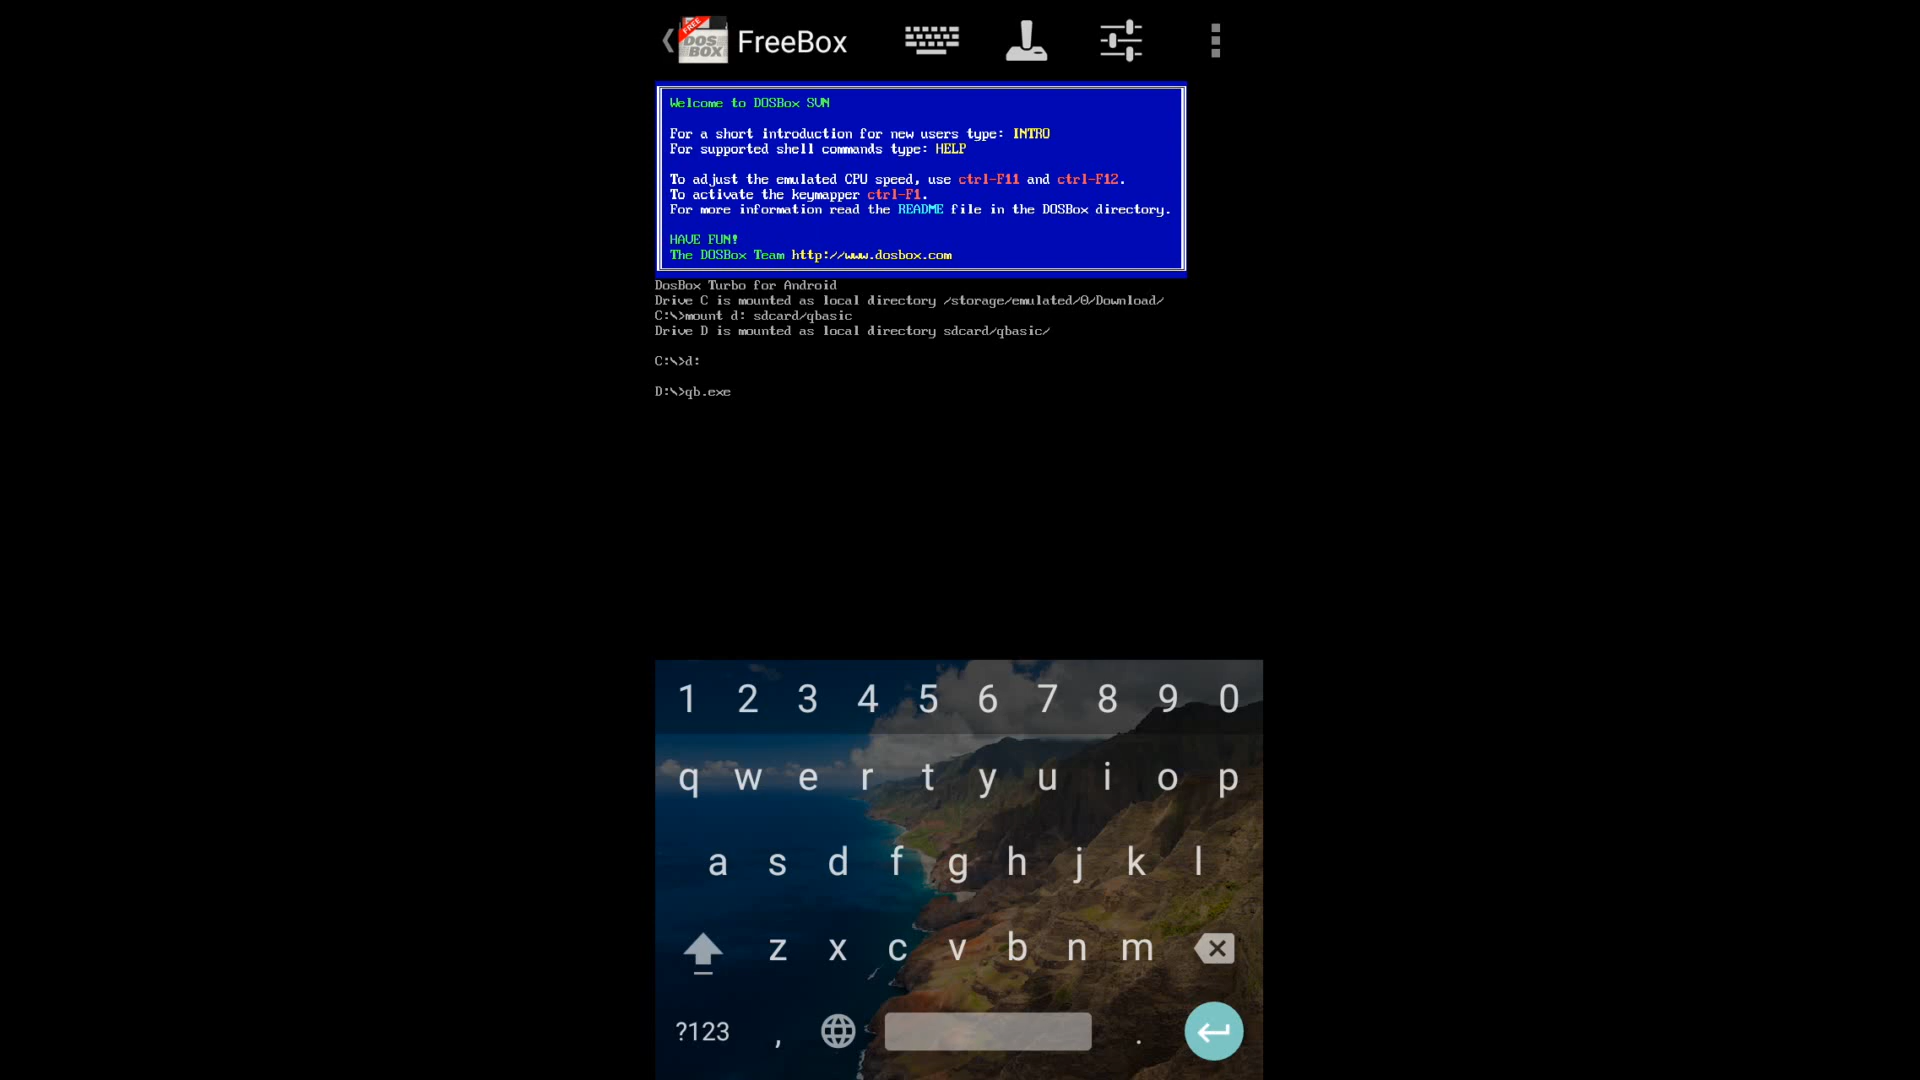 FREE
DOS
BOX
FreeBox
Welcome to DOSBox SVN
For a short introduction for new users type: INTRO
For supported shell commands type: HELP
To adjust the emulated CPU speed, use ctrl-F11 and ctrl-F12.
To activate the keymapper ctrl-F1.
For more information read the README file in the DOSBox directory.
HAVE FUN!
The DOSBox Team http://www.dosbox.com
DosBox Turbo for Android
Drive C is mounted as local directory /storage/emulated/0/Download/
C:\>mount d: sdcard/qbasic
Drive D is mounted as local directory sdcard/qbasic/
C:\>d:
D:\>qb.exe
1 2 3 4 5 6 7 8 9 0
q w e r t y u i o p
a s d f g h j k l
z x c v b n m
?123 , .